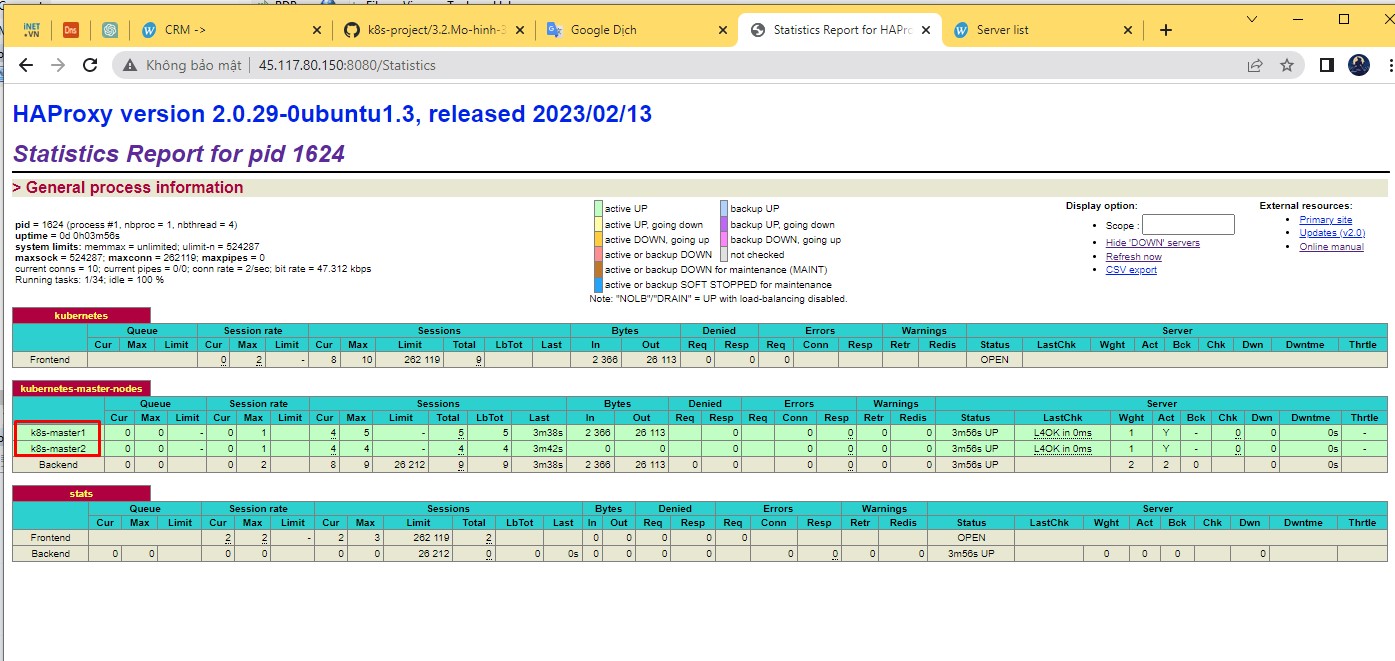 iNET
.VN
Dns
CRM ->
k8s-project/3.2.Mo-hinh-3
Google Dịch
Statistics Report for HAPro
Server list
Không bảo mật
45.117.80.150:8080/Statistics
HAProxy version 2.0.29-0ubuntu1.3, released 2023/02/13
Statistics Report for pid 1624
> General process information
pid = 1624 (process #1, nbproc = 1, nbthread = 4)
uptime = 0d 0h03m56s
system limits: memmax = unlimited; ulimit-n = 524287
maxsock = 524287; maxconn = 262119; maxpipes = 0
current conns = 10; current pipes = 0/0; conn rate = 2/sec; bit rate = 47.312 kbps
Running tasks: 1/34; idle = 100 %
active UP backup UP
active UP, going down backup UP, going down
active DOWN, going up backup DOWN, going up
active or backup DOWN not checked
active or backup DOWN for maintenance (MAINT)
active or backup SOFT STOPPED for maintenance
Note: "NOLB"/"DRAIN" = UP with load-balancing disabled.
Display option:
Scope :
Hide 'DOWN' servers
Refresh now
CSV export
External resources:
Primary site
Updates (v2.0)
Online manual
kubernetes
Queue Session rate Sessions Bytes Denied Errors Warnings Server
Cur Max Limit Cur Max Limit Cur Max Limit Total LbTot Last In Out Req Resp Req Conn Resp Retr Redis Status LastChk Wght Act Bck Chk Dwn Dwntme Thrtle
Frontend 0 2 - 8 10 262 119 9 2 366 26 113 0 0 0 OPEN
kubernetes-master-nodes
Queue Session rate Sessions Bytes Denied Errors Warnings Server
Cur Max Limit Cur Max Limit Cur Max Limit Total LbTot Last In Out Req Resp Req Conn Resp Retr Redis Status LastChk Wght Act Bck Chk Dwn Dwntme Thrtle
k8s-master1 0 0 - 0 1 4 5 - 5 5 3m38s 2 366 26 113 0 0 0 0 0 3m56s UP L4OK in 0ms 1 Y - 0 0 0s -
k8s-master2 0 0 - 0 1 4 4 - 4 4 3m42s 0 0 0 0 0 0 0 3m56s UP L4OK in 0ms 1 Y - 0 0 0s -
Backend 0 0 0 2 8 9 26 212 9 9 3m38s 2 366 26 113 0 0 0 0 0 0 3m56s UP 2 2 0 0 0s
stats
Queue Session rate Sessions Bytes Denied Errors Warnings Server
Cur Max Limit Cur Max Limit Cur Max Limit Total LbTot Last In Out Req Resp Req Conn Resp Retr Redis Status LastChk Wght Act Bck Chk Dwn Dwntme Thrtle
Frontend 2 2 - 2 3 262 119 2 0 0 0 0 0 OPEN
Backend 0 0 0 0 0 0 26 212 0 0 0s 0 0 0 0 0 0 0 0 3m56s UP 0 0 0 0